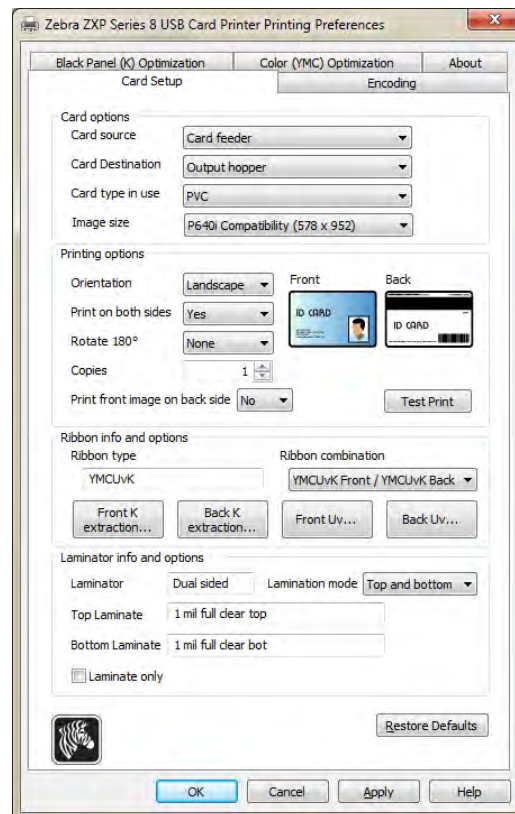 Zebra ZXP Series 8 USB Card Printer Printing Preferences
Black Panel (K) Optimization Color (YMC) Optimization About
Card Setup Encoding
Card options
Card source Card feeder
Card Destination Output hopper
Card type in use PVC
Image size P640i Compatibility (578 x 952)
Printing options
Orientation Landscape Front Back
Print on both sides Yes ID CARD ID CARD
Rotate 180° None
Copies 1
Print front image on back side No Test Print
Ribbon info and options
Ribbon type Ribbon combination
YMCUvK YMCUvK Front / YMCUvK Back
Front K extraction... Back K extraction... Front Uv... Back Uv...
Laminator info and options
Laminator Dual sided Lamination mode Top and bottom
Top Laminate 1 mil full clear top
Bottom Laminate 1 mil full clear bot
Laminate only
Restore Defaults
OK Cancel Apply Help